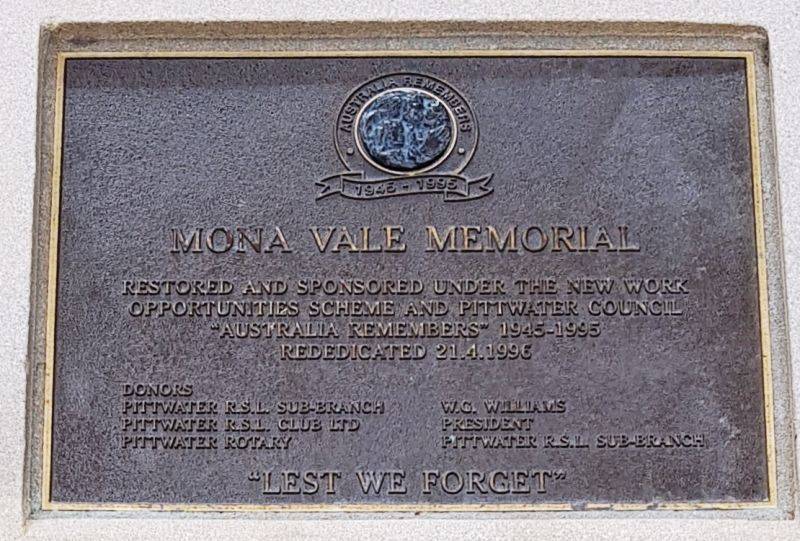 AUSTRALIA REMEMBERS
1945 - 1995
MONA VALE MEMORIAL
RESTORED AND SPONSORED UNDER THE NEW WORK
OPPORTUNITIES SCHEME AND PITTWATER COUNCIL
"AUSTRALIA REMEMBERS" 1945-1995
REDEDICATED 21.4.1996
DONORS
PITTWATER R.S.L. SUB-BRANCH
PITTWATER R.S.L. CLUB LTD
PITTWATER ROTARY
W.G. WILLIAMS
PRESIDENT
PITTWATER R.S.L. SUB-BRANCH
"LEST WE FORGET"